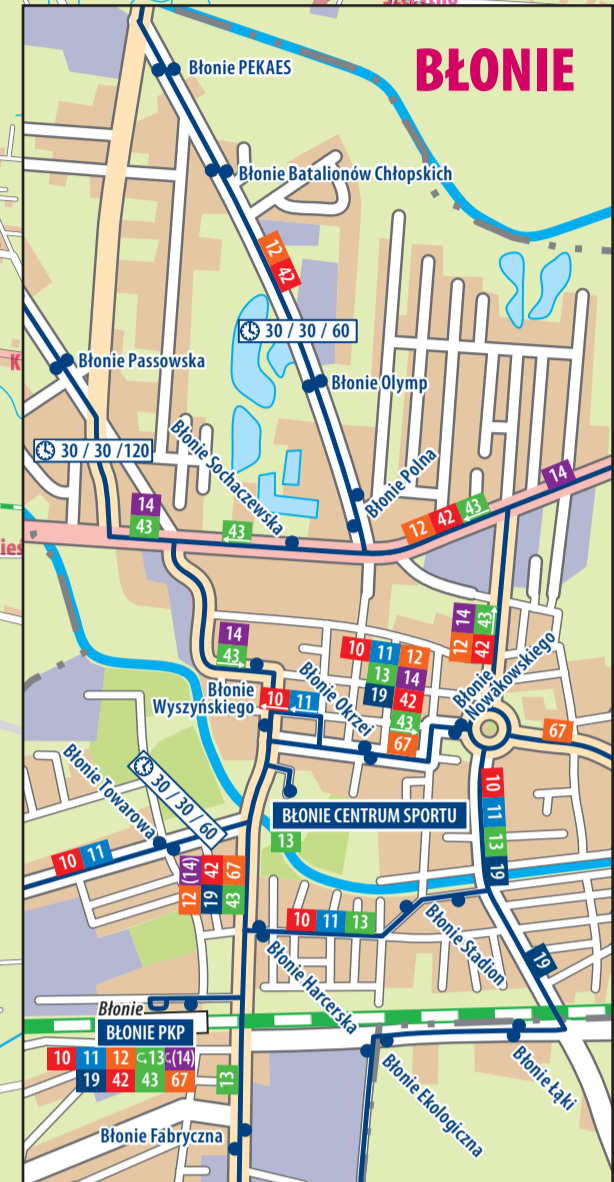 BŁONIE
Błonie PEKAES
Błonie Batalionów Chłopskich
12 42
30 / 30 / 60
Błonie Passowska
Błonie Olymp
30 / 30 /120
Błonie Sochaczewska
Błonie Polna
14
12 42 43
14
43
43
14 43
12 42
14
43
10 11 12
13 14
19 42
43
67
Błonie
Nowakowskiego
Błonie
Wyszyńskiego
10 11
Błonie Okrzei
67
Błonie Towarowa
30 / 30 / 60
BŁONIE CENTRUM SPORTU
13
10 11 13 19
10 11
(14) 42 67
12 19 43
10 11 13
Błonie Stadion
19
Błonie Harcerska
Błonie
BŁONIE PKP
10 11 12 13 (14)
19 42 43 67
13
Błonie Łąki
Błonie Ekologiczna
Błonie Fabryczna